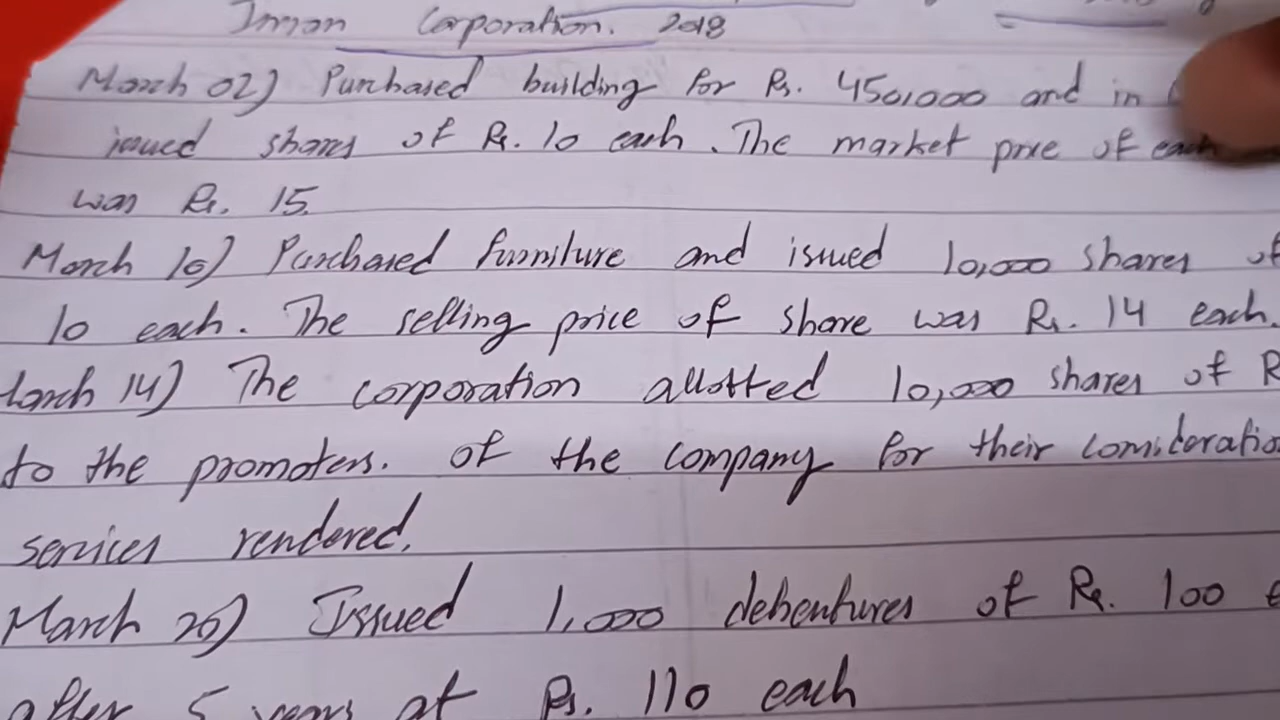 Iman Corporation. 2018
March 02) Purchased building for Rs. 450,000 and in
issued shares of Rs. 10 each. The market price of each
was Rs. 15.
March 10) Purchased furniture and issued 10,000 shares of
10 each. The selling price of share was Rs. 14 each.
March 14) The corporation allotted 10,000 shares of R
to the promoters. of the company for their consideratio
services rendered.
March 20) Issued 1,000 debentures of Rs. 100
after 5 years at Rs. 110 each